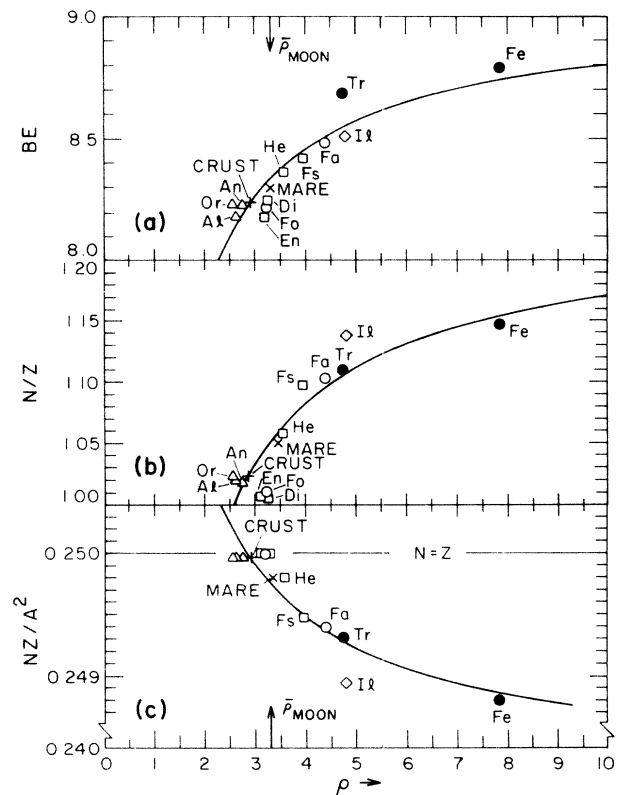 9.0
ρ̄MOON
Tr
Fe
BE
8.5
He
Fa
Il
CRUST
Fs
An
MARE
Or
Di
Al
Fo
(a)
En
8.0
1.20
1.15
Il
Fe
Tr
N/Z
Fa
1.10
Fs
He
1.05
An
MARE
Or
CRUST
Al
En
Fo
(b)
Di
1.00
CRUST
0.250
N=Z
MARE
He
NZ/A²
Fs
Fa
Tr
0.249
Il
(c)
ρ̄MOON
Fe
0.240
0 1 2 3 4 5 6 7 8 9 10
ρ →